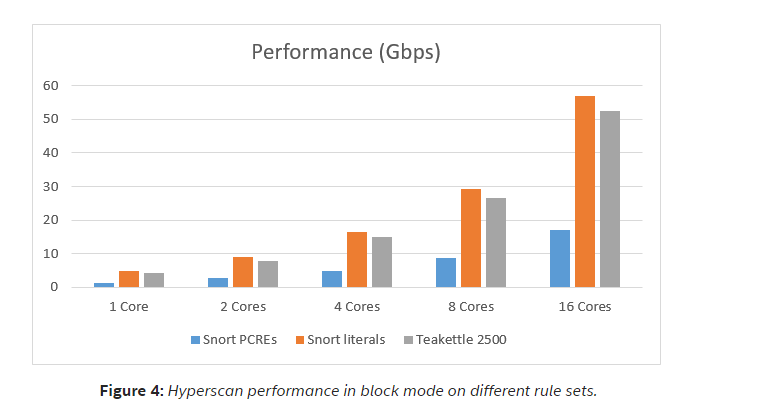 Performance (Gbps)
60
50
40
30
20
10
0
1 Core 2 Cores 4 Cores 8 Cores 16 Cores
Snort PCREs Snort literals Teakettle 2500
Figure 4: Hyperscan performance in block mode on different rule sets.